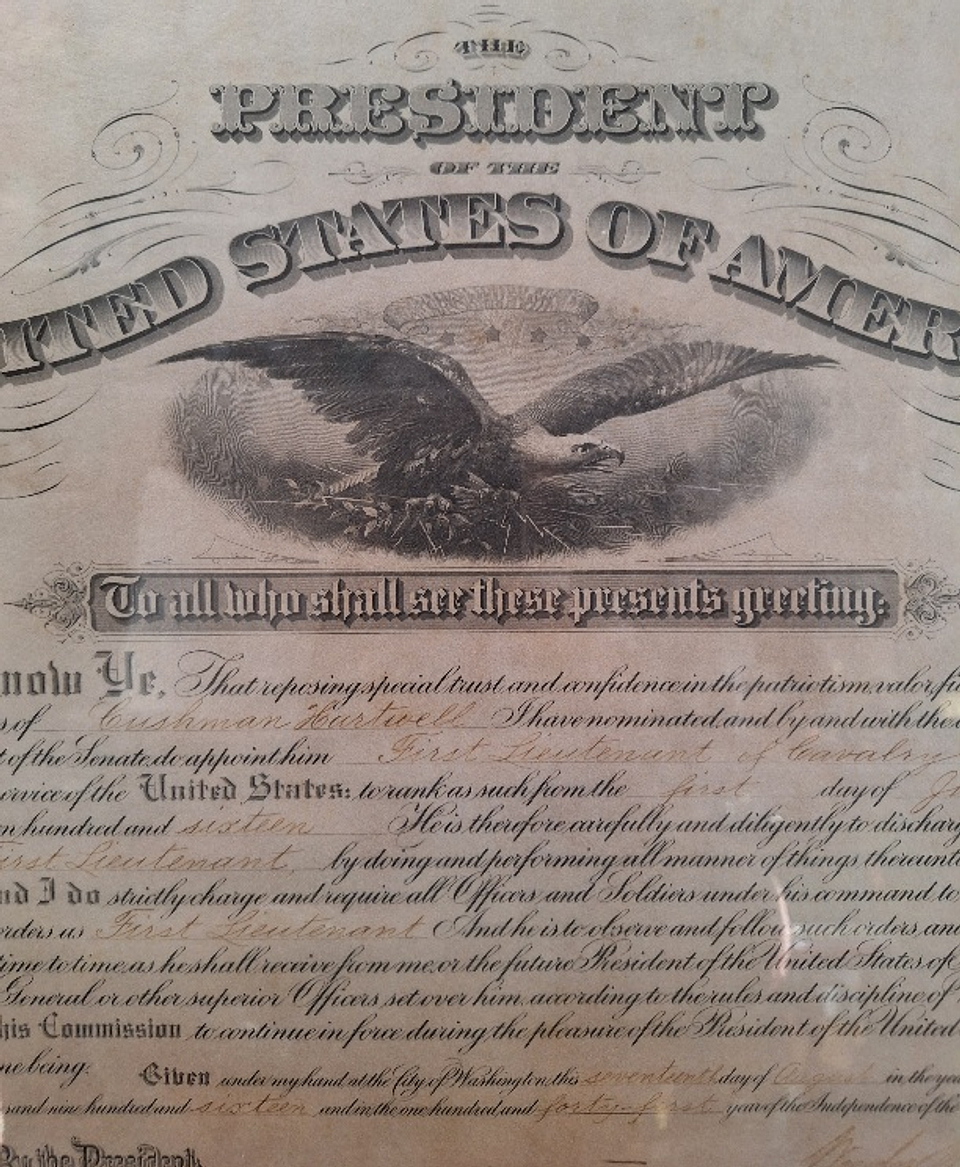 THE
PRESIDENT
OF THE
ITED STATES OF AMER
To all who shall see these presents greeting:
now Ye, That reposing special trust and confidence in the patriotism, valor, fi
s of Cushman Hartwell I have nominated, and by and with the
t of the Senate, do appoint him First Lieutenant of Cavalry
ervice of the United States: to rank as such from the first day of
n hundred and sixteen He is therefore carefully and diligently to discharg
irst Lieutenant, by doing and performing all manner of things thereunto
nd I do strictly charge and require all Officers and Soldiers under his command to
orders as First Lieutenant And he is to observe and follow such orders, and
time to time, as he shall receive from me, or the future President of the United States of
General or other superior Officers set over him, according to the rules and discipline of
his Commission to continue in force during the pleasure of the President of the United
me being.
Given under my hand at the City of Washington, this seventeenth day of August in the year
sand nine hundred and sixteen, and in the one hundred and forty-first year of the Independence of the
By the President.